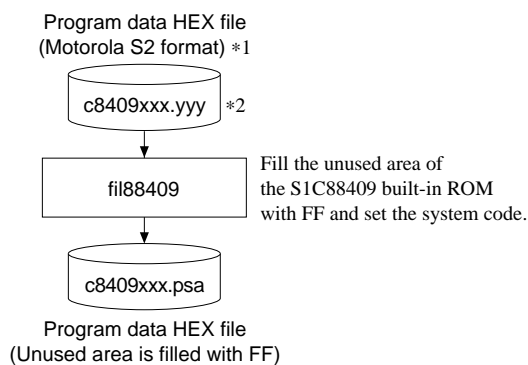 Program data HEX file
(Motorola S2 format) *1
c8409xxx.yyy *2
fil88409
Fill the unused area of
the S1C88409 built-in ROM
with FF and set the system code.
c8409xxx.psa
Program data HEX file
(Unused area is filled with FF)